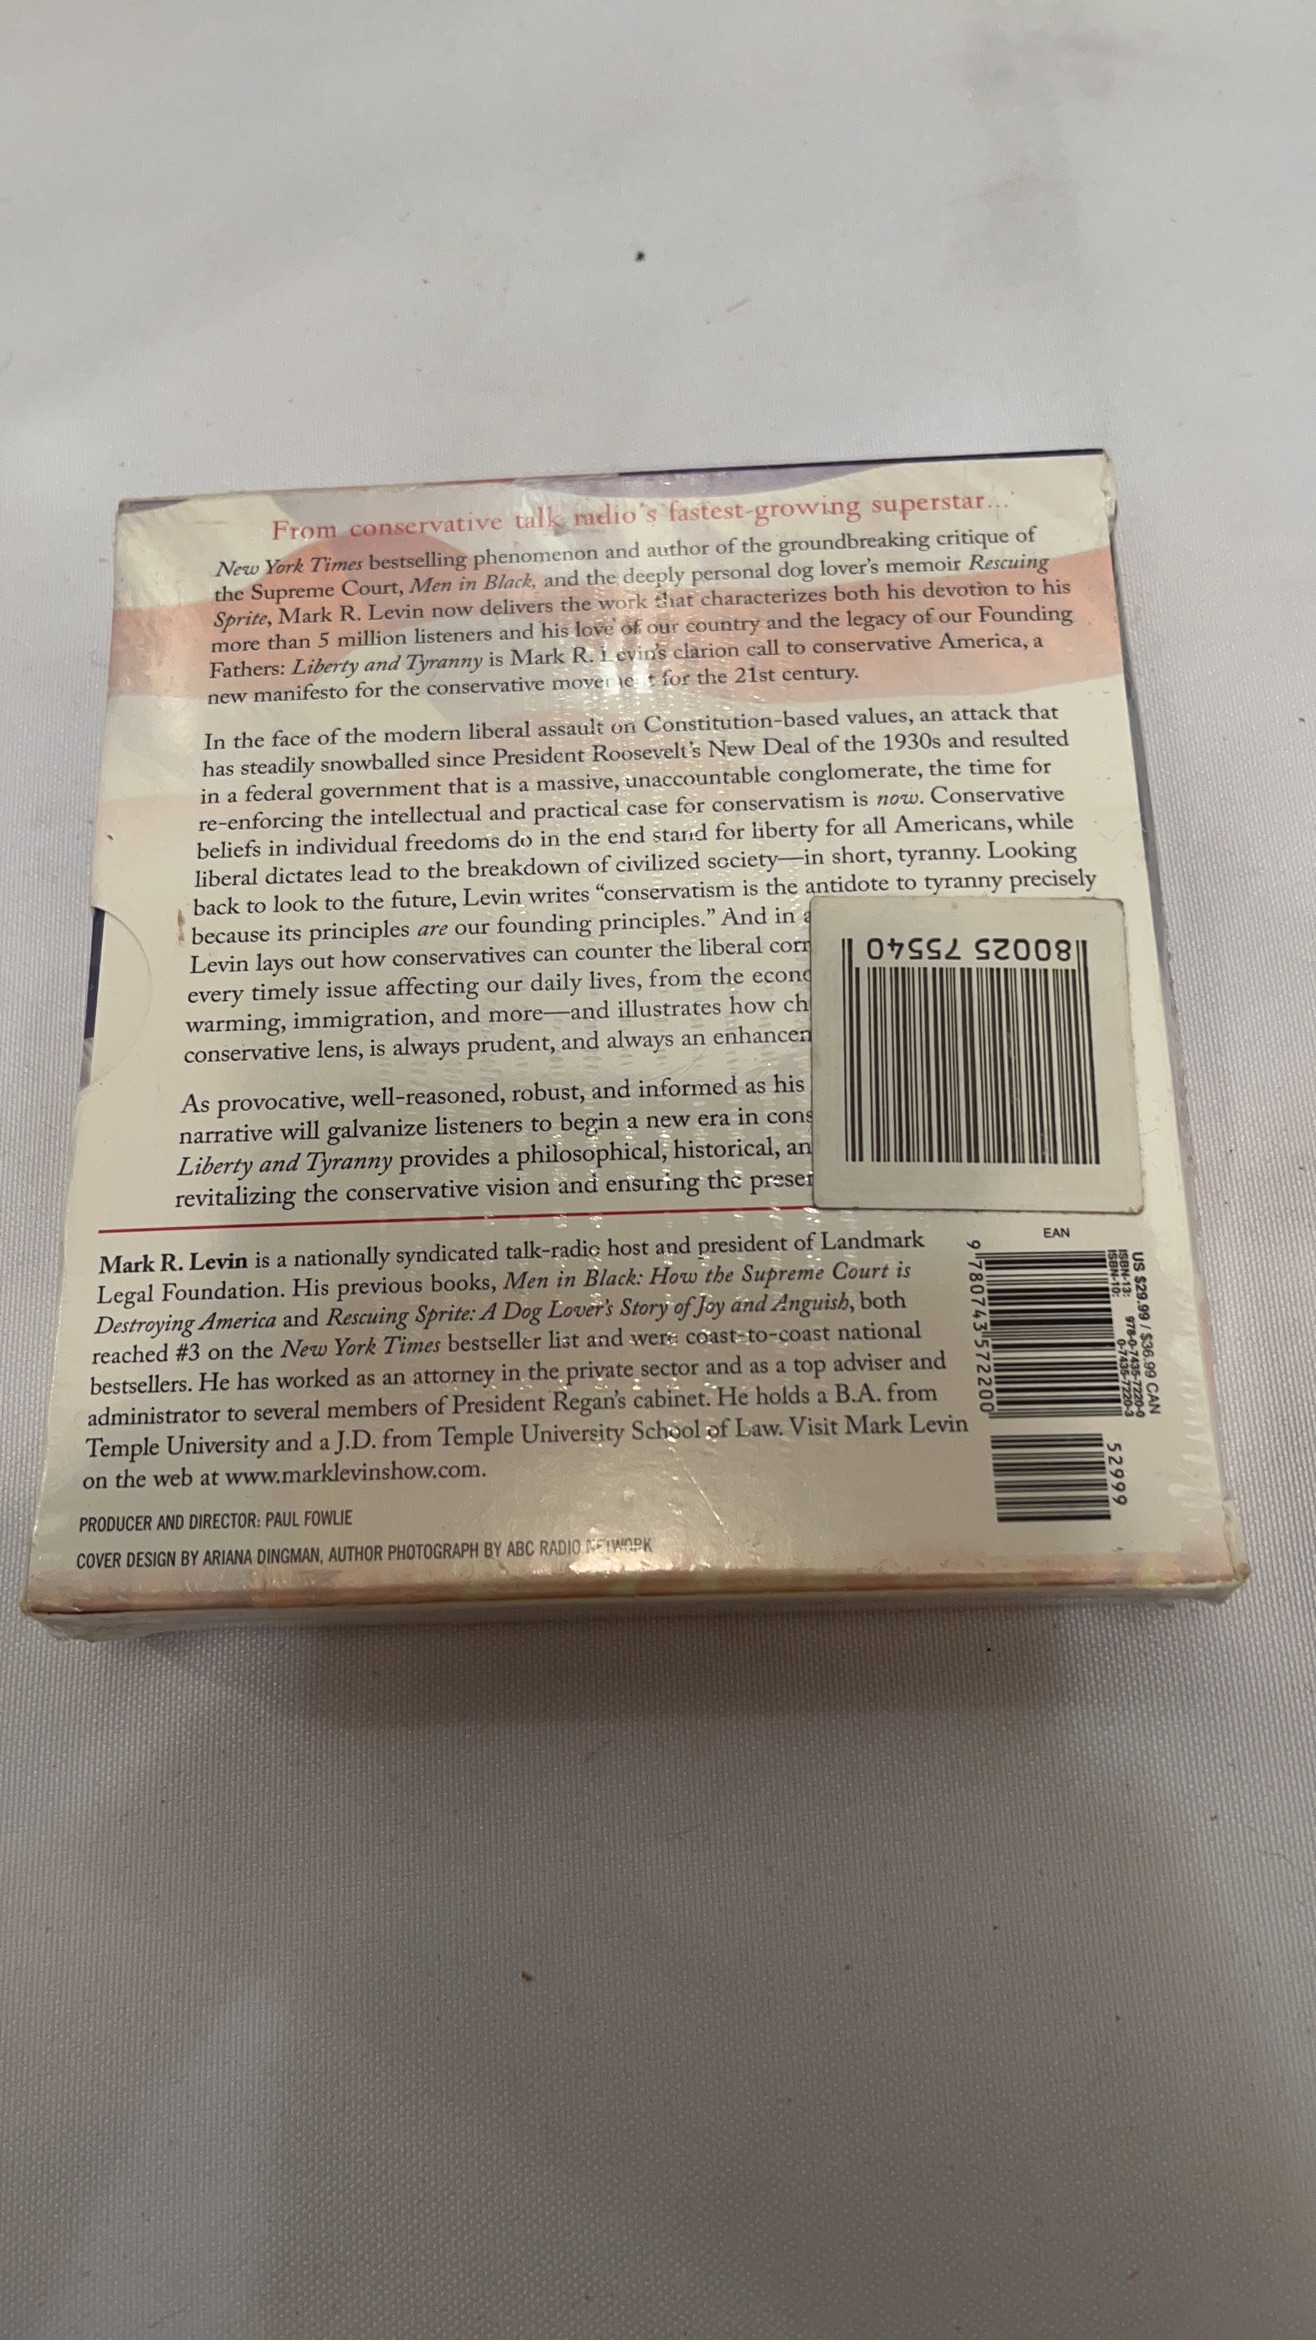 From conservative talk radio's fastest-growing superstar...
New York Times bestselling phenomenon and author of the groundbreaking critique of
the Supreme Court, Men in Black, and the deeply personal dog lover's memoir Rescuing
Sprite, Mark R. Levin now delivers the work that characterizes both his devotion to his
more than 5 million listeners and his love of our country and the legacy of our Founding
Fathers: Liberty and Tyranny is Mark R. Levin's clarion call to conservative America, a
new manifesto for the conservative movement for the 21st century.
In the face of the modern liberal assault on Constitution-based values, an attack that
has steadily snowballed since President Roosevelt's New Deal of the 1930s and resulted
in a federal government that is a massive, unaccountable conglomerate, the time for
re-enforcing the intellectual and practical case for conservatism is now. Conservative
beliefs in individual freedoms do in the end stand for liberty for all Americans, while
liberal dictates lead to the breakdown of civilized society—in short, tyranny. Looking
back to look to the future, Levin writes "conservatism is the antidote to tyranny precisely
because its principles are our founding principles." And in
Levin lays out how conservatives can counter the liberal
every timely issue affecting our daily lives, from the
warming, immigration, and more—and illustrates how
conservative lens, is always prudent, and always an
As provocative, well-reasoned, robust, and informed as his
narrative will galvanize listeners to begin a new era in
Liberty and Tyranny provides a philosophical, historical,
revitalizing the conservative vision and ensuring the
80025 75540
Mark R. Levin is a nationally syndicated talk-radio host and president of Landmark
Legal Foundation. His previous books, Men in Black: How the Supreme Court is
Destroying America and Rescuing Sprite: A Dog Lover's Story of Joy and Anguish, both
reached #3 on the New York Times bestseller list and were coast-to-coast national
bestsellers. He has worked as an attorney in the private sector and as a top adviser and
administrator to several members of President Regan's cabinet. He holds a B.A. from
Temple University and a J.D. from Temple University School of Law. Visit Mark Levin
on the web at www.marklevinshow.com.
PRODUCER AND DIRECTOR: PAUL FOWLIE
COVER DESIGN BY ARIANA DINGMAN, AUTHOR PHOTOGRAPH BY ABC RADIO NETWORK
EAN
US $29.99 / $36.99 CAN
ISBN-13: 978-0-7435-7220-0
ISBN-10: 0-7435-7220-3
9 780743 572200
52999